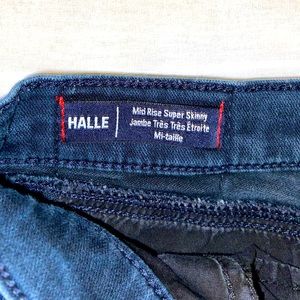 HALLE
Mid Rise Super Skinny
Jambe Très Très Étroite
Mi-taille